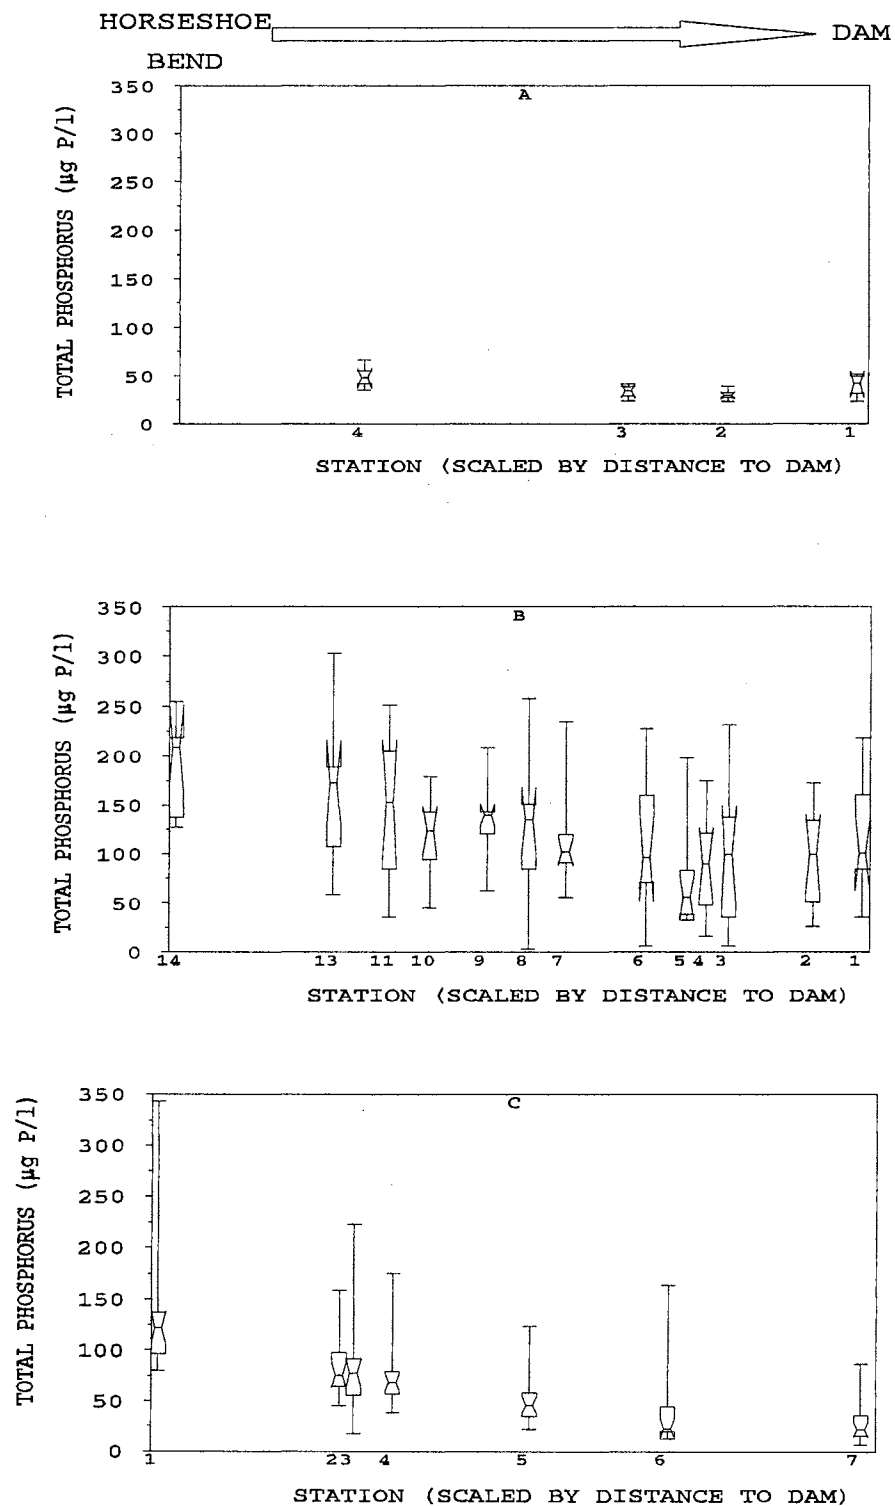 HORSESHOE DAM
BEND
350
A
300
250
200
150
100
50
0
TOTAL PHOSPHORUS (µg P/l)
4 3 2 1
STATION (SCALED BY DISTANCE TO DAM)
350
B
300
250
200
150
100
50
0
TOTAL PHOSPHORUS (µg P/l)
14 13 11 10 9 8 7 6 5 4 3 2 1
STATION (SCALED BY DISTANCE TO DAM)
350
C
300
250
200
150
100
50
0
TOTAL PHOSPHORUS (µg P/l)
1 23 4 5 6 7
STATION (SCALED BY DISTANCE TO DAM)